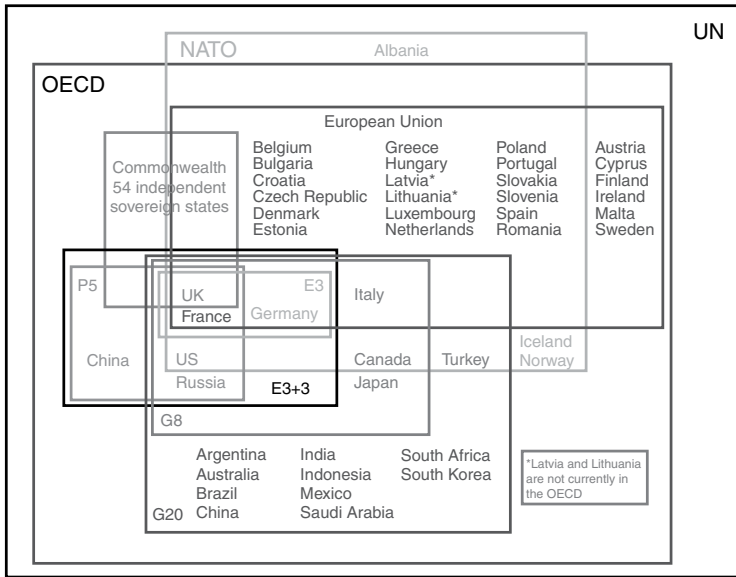 UN
NATO
Albania
OECD
European Union
Commonwealth
54 independent
sovereign states
Belgium
Bulgaria
Croatia
Czech Republic
Denmark
Estonia
Greece
Hungary
Latvia*
Lithuania*
Luxembourg
Netherlands
Poland
Portugal
Slovakia
Slovenia
Spain
Romania
Austria
Cyprus
Finland
Ireland
Malta
Sweden
P5
E3
UK
France
Germany
Italy
China
US
Russia
E3+3
Canada
Japan
Turkey
Iceland
Norway
G8
Argentina
Australia
Brazil
China
India
Indonesia
Mexico
Saudi Arabia
South Africa
South Korea
G20
*Latvia and Lithuania
are not currently in
the OECD